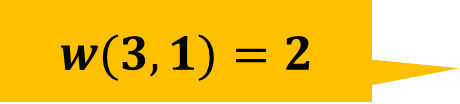 w(3, 1) = 2